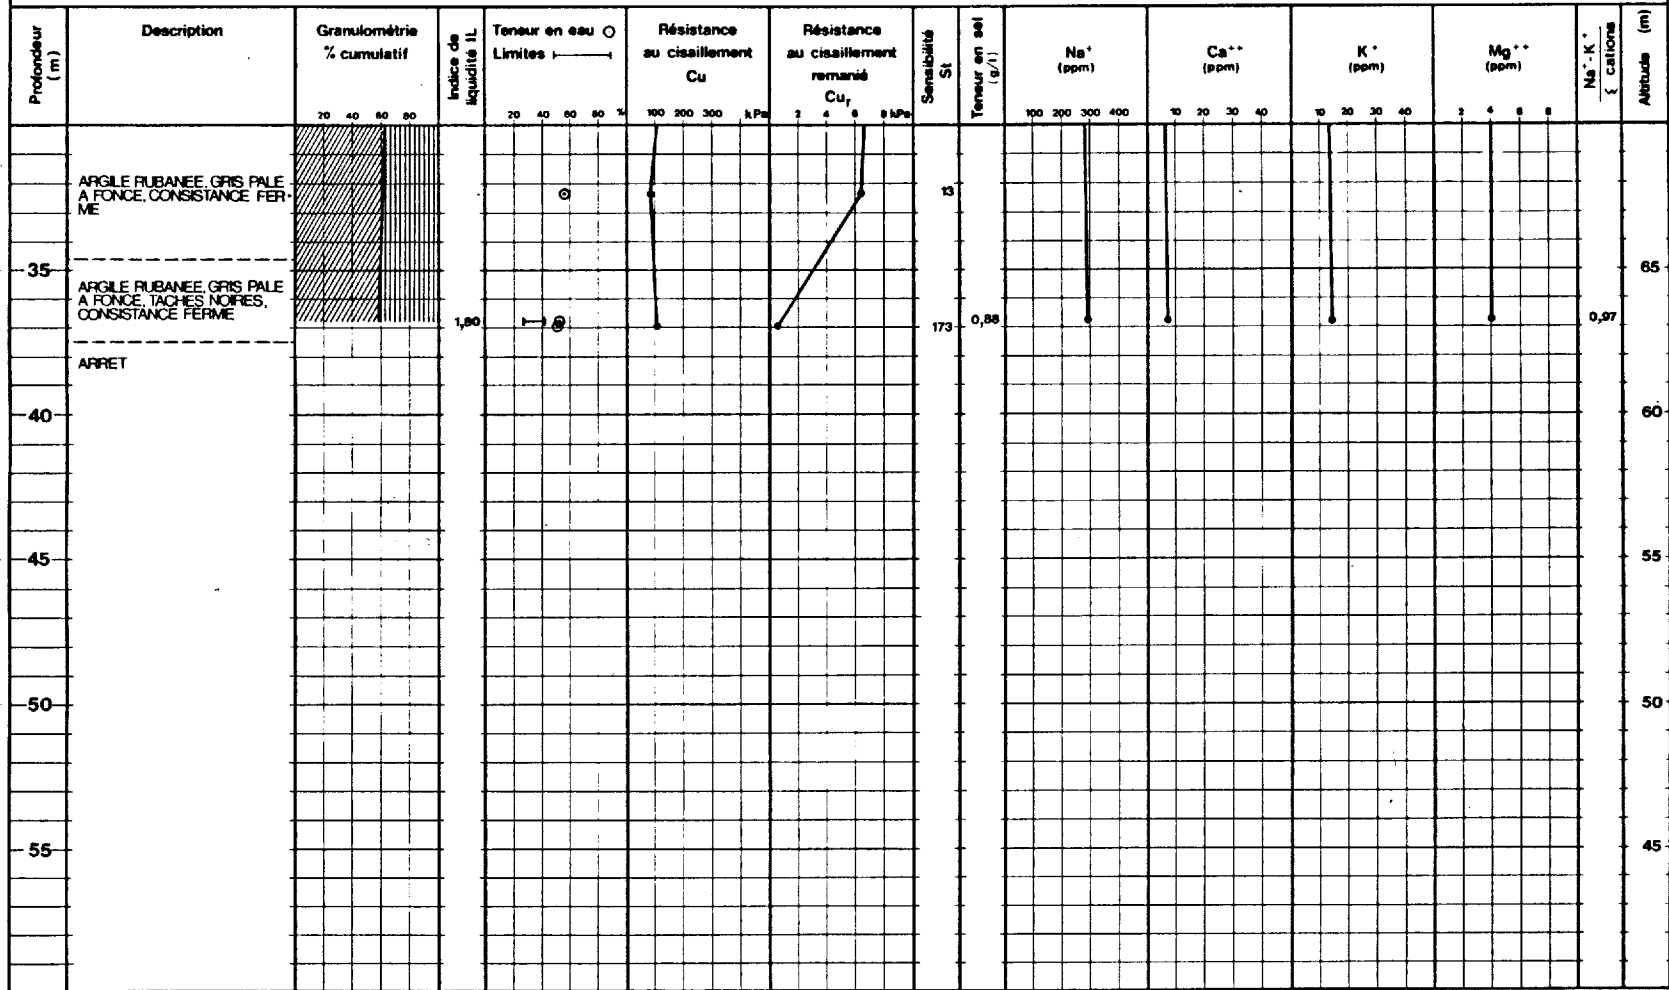 Profondeur (m)
Description
Granulométrie
% cumulatif
20 40 60 80
Indice de liquidité IL
Teneur en eau
Limites
20 40 60 80 %
Résistance
au cisaillement
Cu
100 200 300 kPa
Résistance
au cisaillement
remanié
Cur
2 4 6 8 kPa
Sensibilité St
Teneur en sel (g/l)
Na+
(ppm)
100 200 300 400
Ca++
(ppm)
10 20 30 40
K+
(ppm)
10 20 30 40
Mg++
(ppm)
2 4 6 8
Na+-K+
Σ cations
Altitude (m)
ARGILE RUBANEE, GRIS PALE
A FONCE, CONSISTANCE FER-
ME
13
35
65
ARGILE RUBANEE, GRIS PALE
A FONCE, TACHES NOIRES,
CONSISTANCE FERME
1,80
173
0,88
0,97
ARRET
40
60
45
55
50
50
55
45